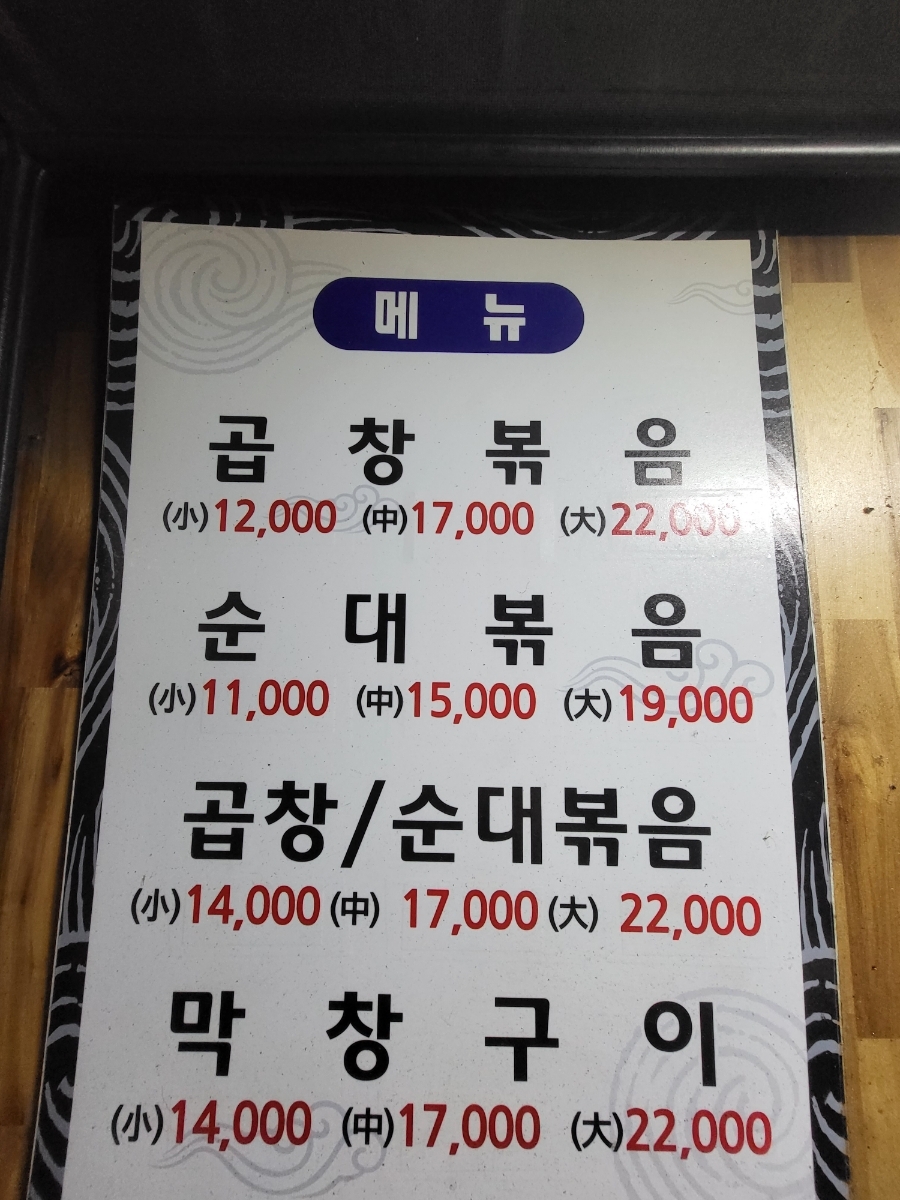 메 뉴
곱 창 볶 음
(小)12,000 (中)17,000 (大)22,000
순 대 볶 음
(小)11,000 (中)15,000 (大)19,000
곱창/순대볶음
(小)14,000 (中) 17,000 (大) 22,000
막 창 구 이
(小)14,000 (中)17,000 (大)22,000